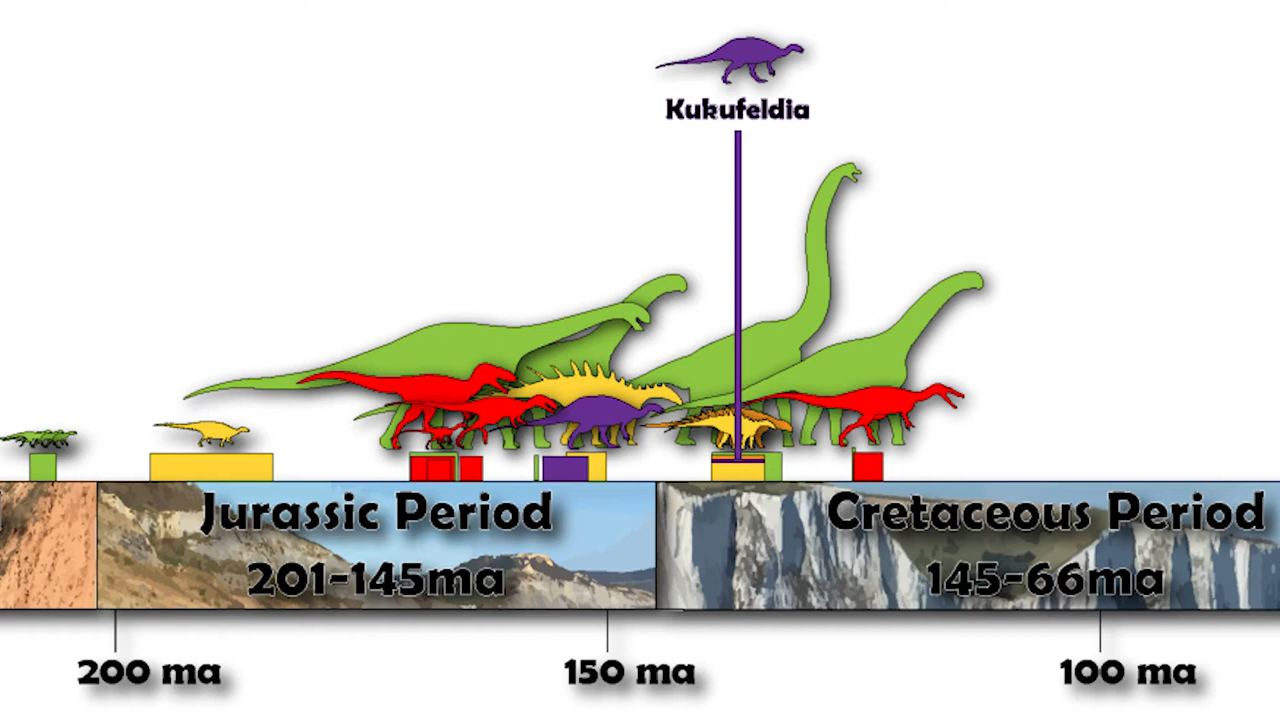 Kukufeldia
Jurassic Period
201-145ma
Cretaceous Period
145-66ma
200 ma
150 ma
100 ma